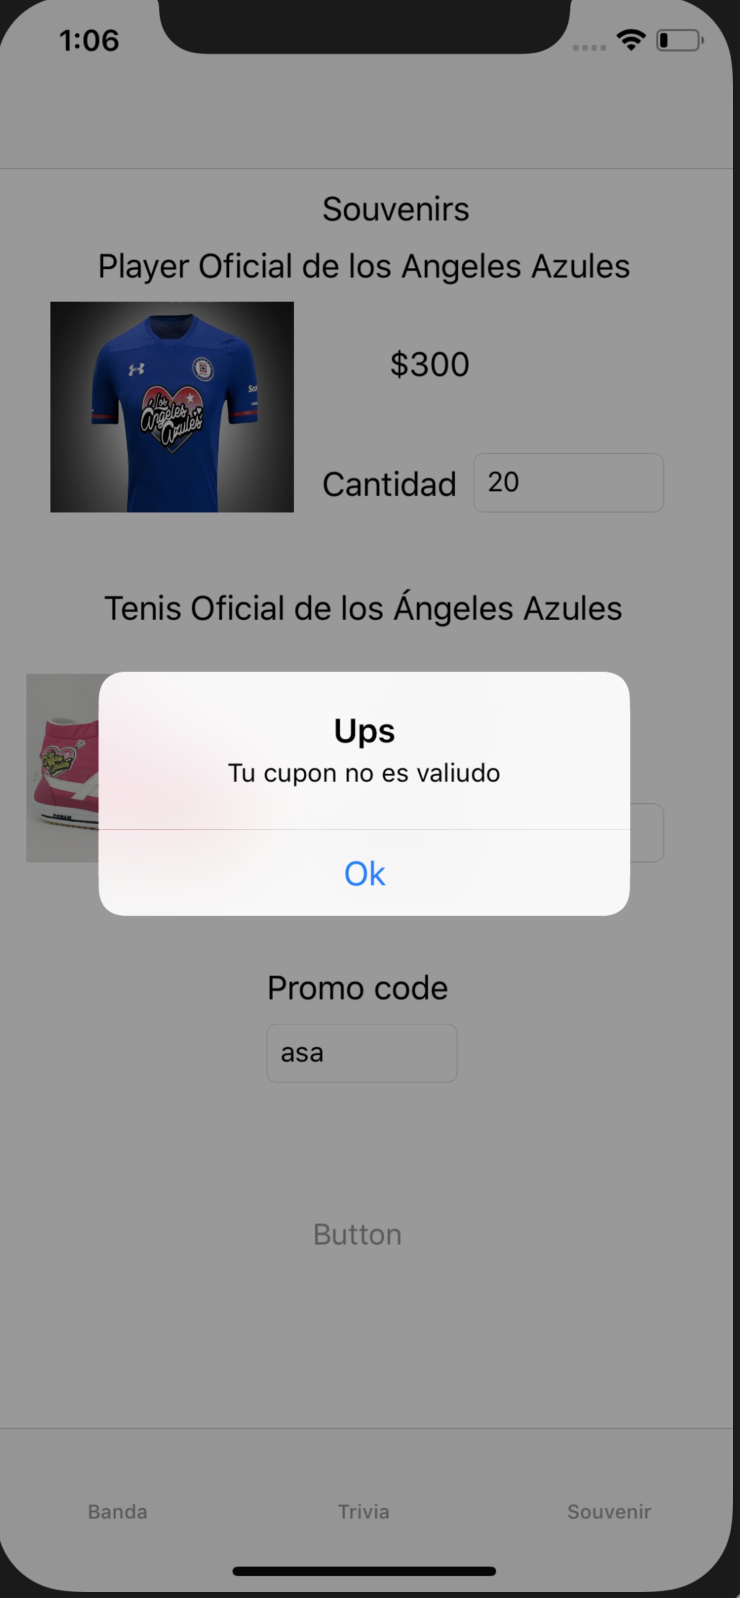 1:06
Souvenirs
Player Oficial de los Angeles Azules
Los
Ángeles
Azules
$300
Cantidad 20
Tenis Oficial de los Ángeles Azules
Ups
Tu cupon no es valiudo
Ok
Promo code
asa
Button
Banda Trivia Souvenir